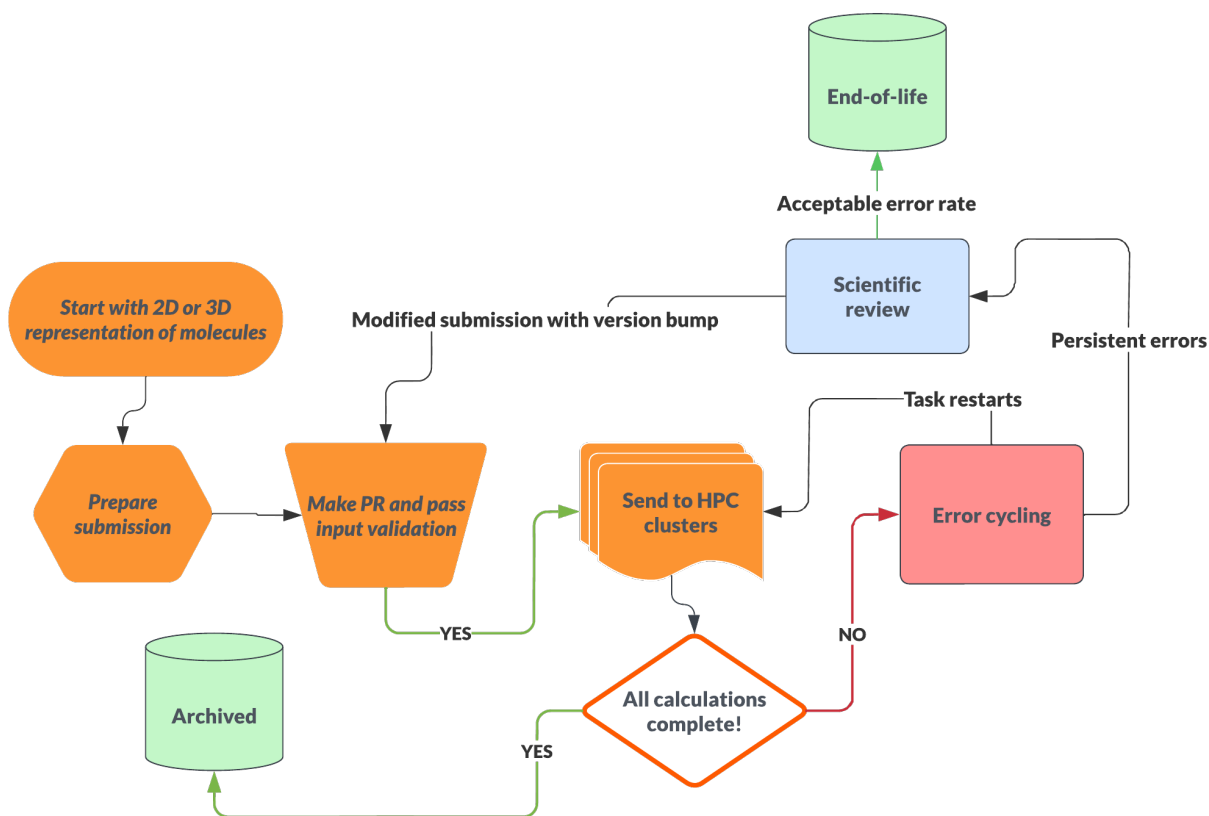 End-of-life
Acceptable error rate
Scientific
review
Start with 2D or 3D
representation of molecules
Modified submission with version bump
Persistent errors
Task restarts
Prepare
submission
Make PR and pass
input validation
Send to HPC
clusters
Error cycling
YES
NO
All calculations
complete!
Archived
YES